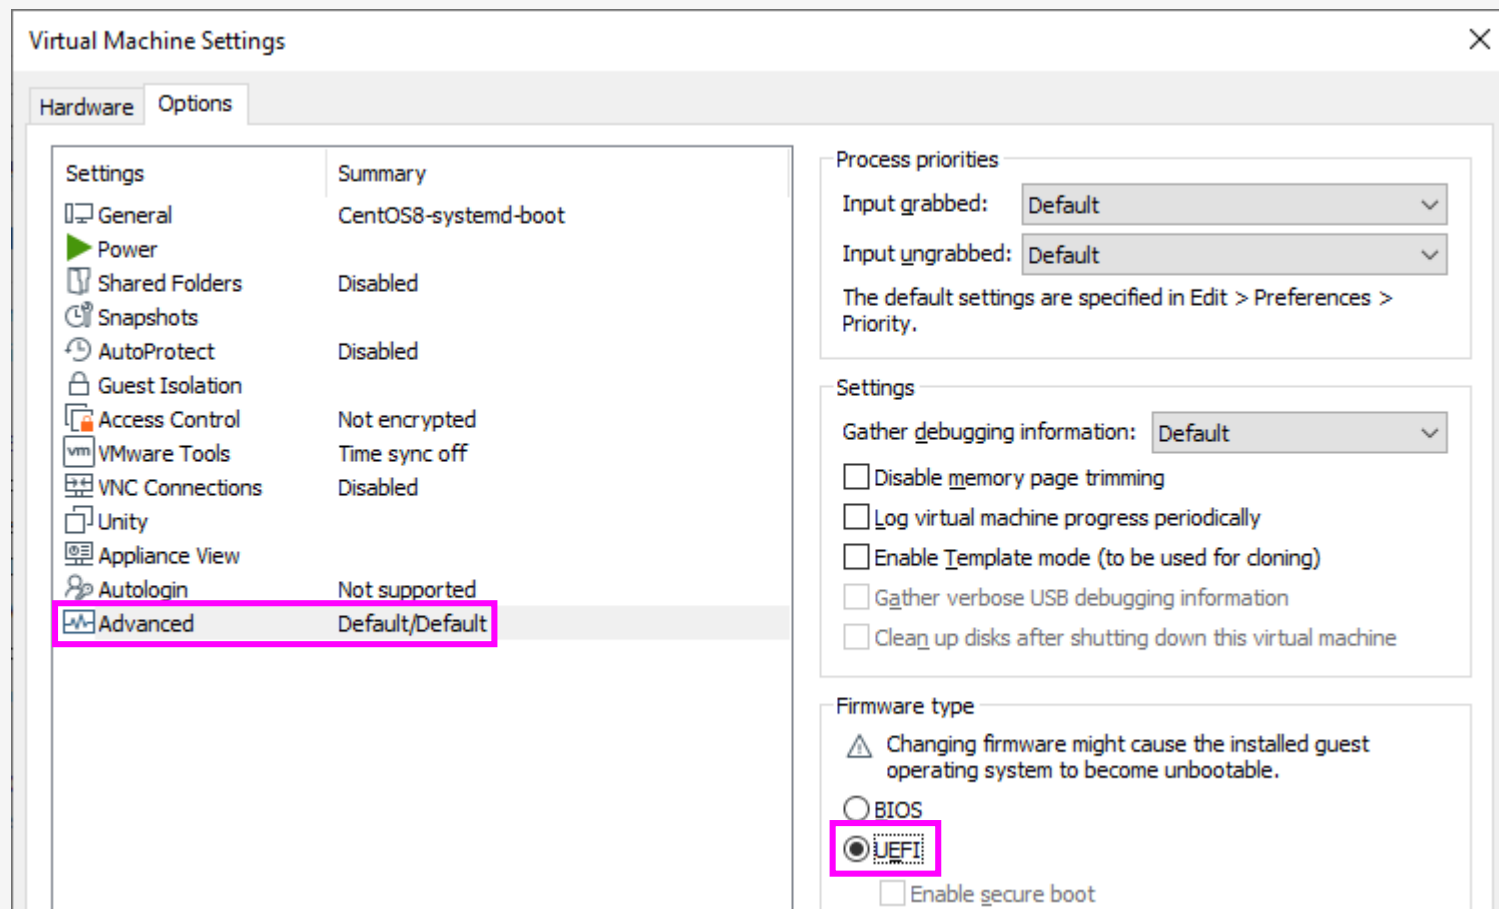 Virtual Machine Settings
Hardware
Options
Settings Summary
General CentOS8-systemd-boot
Power
Shared Folders Disabled
Snapshots
AutoProtect Disabled
Guest Isolation
Access Control Not encrypted
vm VMware Tools Time sync off
VNC Connections Disabled
Unity
Appliance View
Autologin Not supported
Advanced Default/Default
Process priorities
Input grabbed: Default
Input ungrabbed: Default
The default settings are specified in Edit > Preferences >
Priority.
Settings
Gather debugging information: Default
Disable memory page trimming
Log virtual machine progress periodically
Enable Template mode (to be used for cloning)
Gather verbose USB debugging information
Clean up disks after shutting down this virtual machine
Firmware type
Changing firmware might cause the installed guest
operating system to become unbootable.
BIOS
UEFI
Enable secure boot